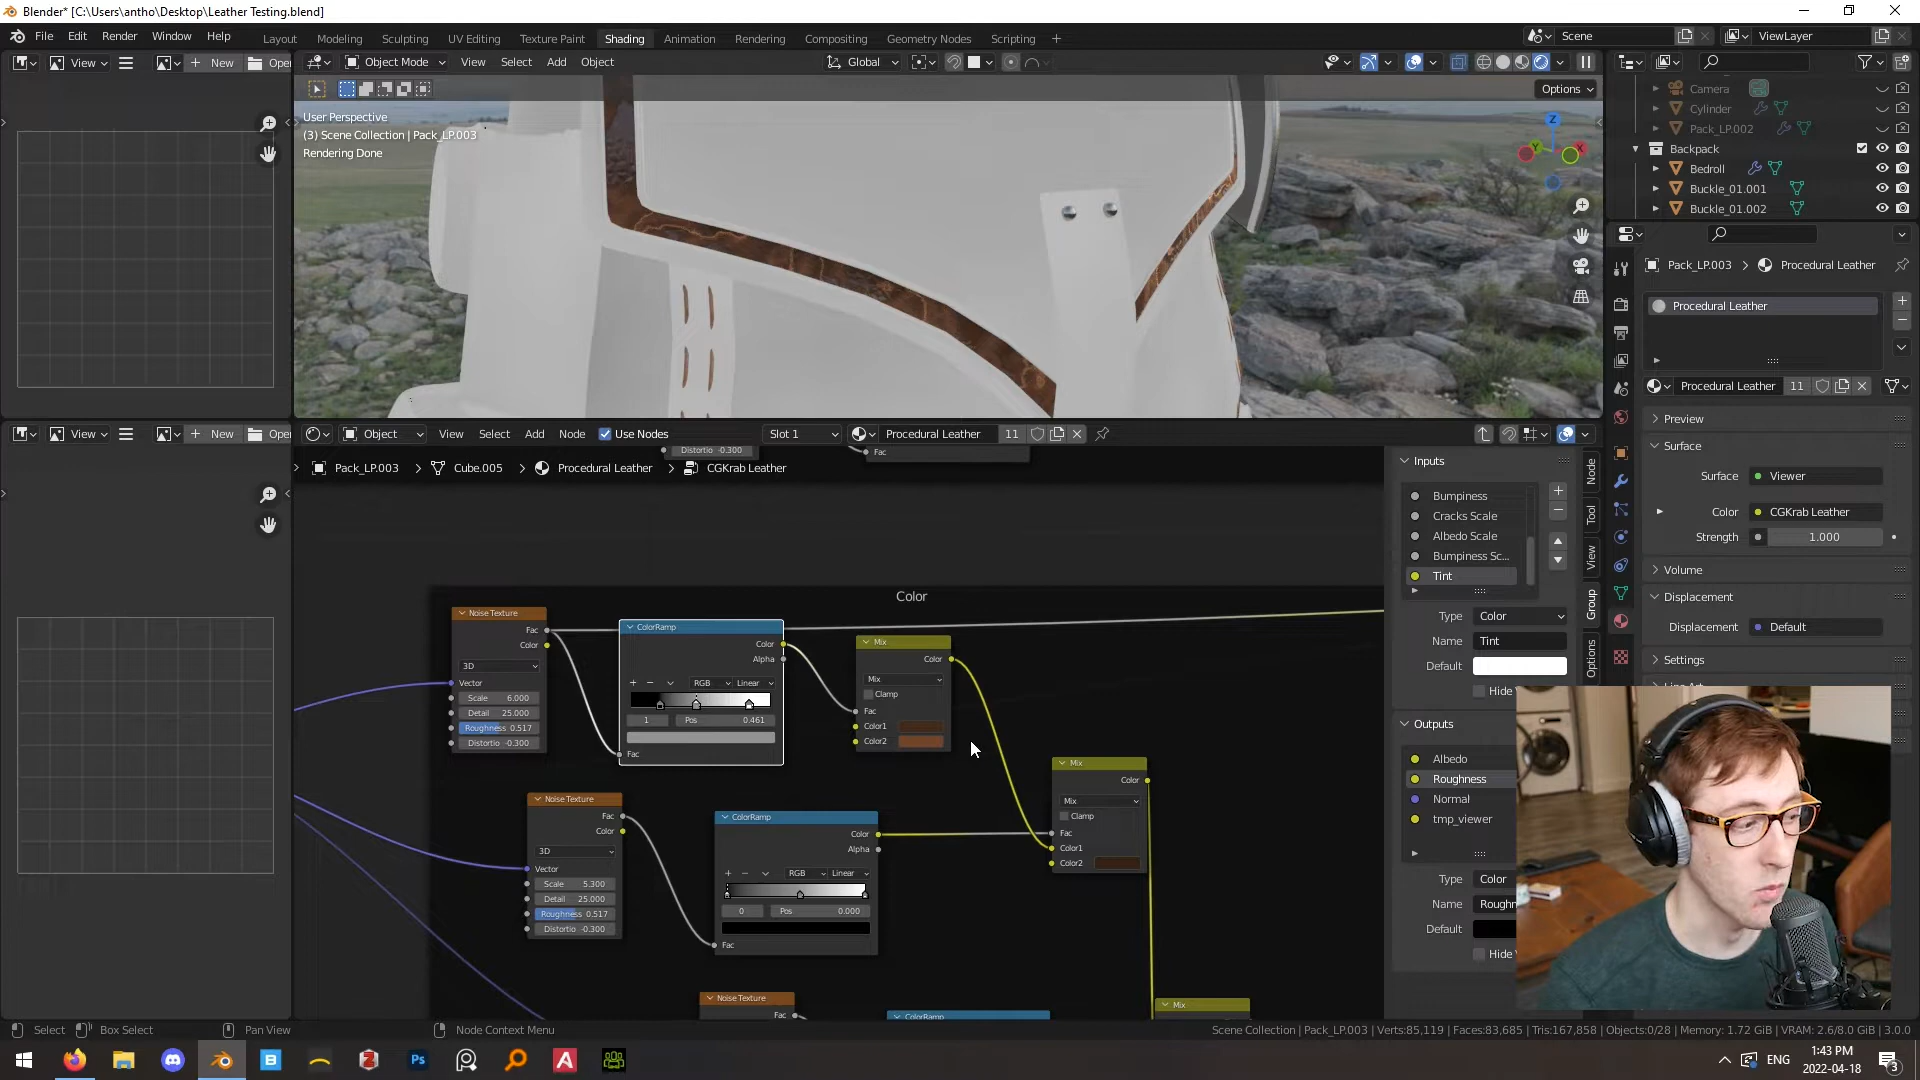 Blender* [C:\Users\antho\Desktop\Leather Testing.blend]
File Edit Render Window Help
Layout Modeling Sculpting UV Editing Texture Paint Shading Animation Rendering Compositing Geometry Nodes Scripting
Scene
ViewLayer
View
New
Open
Object Mode View Select Add Object
Global
Options
User Perspective
(3) Scene Collection | Pack_LP.003
Rendering Done
Z
Y
X
Camera
Cylinder
Pack_LP.002
Backpack
Bedroll
Buckle_01.001
Buckle_01.002
Pack_LP.003 > Procedural Leather
Procedural Leather
Procedural Leather 11
Preview
Surface
Surface Viewer
Color CGKrab Leather
Strength 1.000
Volume
Displacement
Displacement Default
Settings
View
New
Open
Object View Select Add Node Use Nodes Slot 1 Procedural Leather 11
Distortio -0.300
Fac
Pack_LP.003 > Cube.005 > Procedural Leather > CGKrab Leather
Inputs
Bumpiness
Cracks Scale
Albedo Scale
Bumpiness Sc...
Tint
Type Color
Name Tint
Default
Hide V
Outputs
Albedo
Roughness
Normal
tmp_viewer
Type Color
Name Roughn
Default
Hide V
Node
Tool
View
Group
Options
Color
Noise Texture
Fac
Color
3D
Vector
Scale 6.000
Detail 25.000
Roughness 0.517
Distortio -0.300
ColorRamp
Color
Alpha
RGB Linear
1 Pos 0.461
Fac
Mix
Color
Mix
Clamp
Fac
Color1
Color2
Noise Texture
Fac
Color
3D
Vector
Scale 5.300
Detail 25.000
Roughness 0.517
Distortio -0.300
ColorRamp
Color
Alpha
RGB Linear
0 Pos 0.000
Fac
Mix
Color
Mix
Clamp
Fac
Color1
Color2
Noise Texture
Fac
ColorRamp
Mix
Select Box Select Pan View Node Context Menu
Scene Collection | Pack_LP.003 | Verts:85,119 | Faces:83,685 | Tris:167,858 | Objects:0/28 | Memory: 1.72 GiB | VRAM: 2.6/8.0 GiB | 3.0.0
ENG
1:43 PM
2022-04-18
3